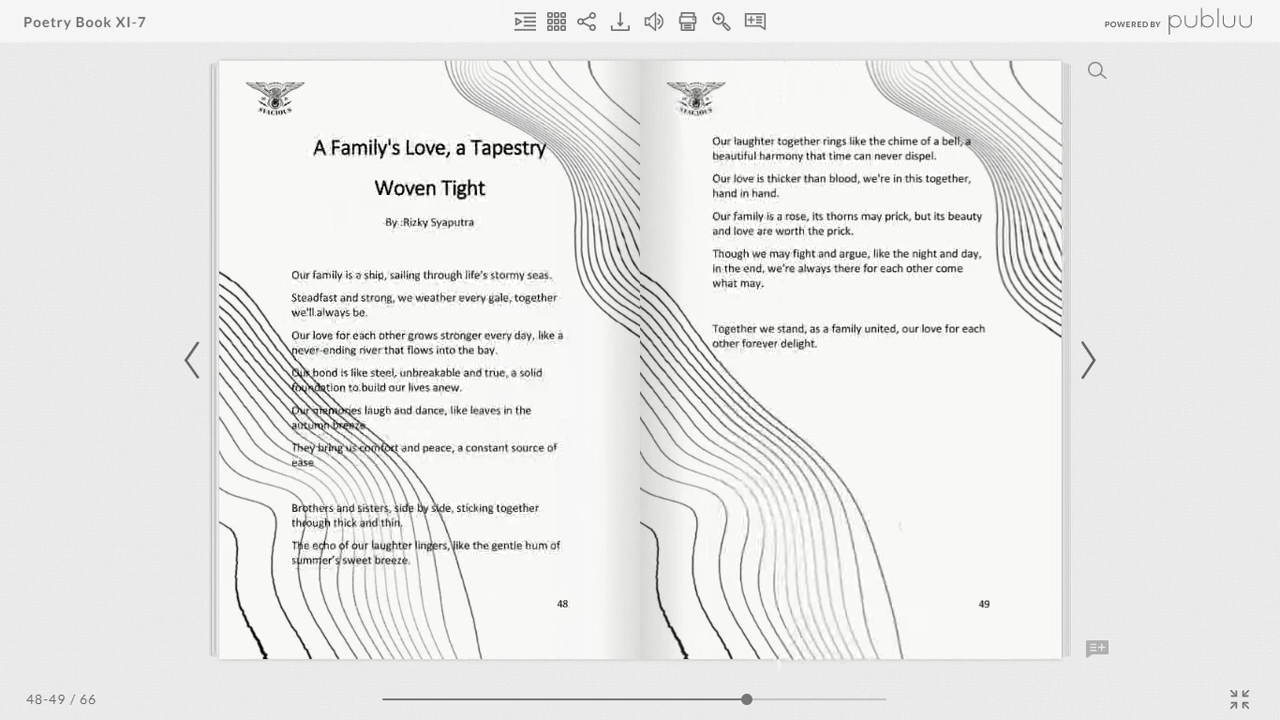 Poetry Book XI-7
POWERED BY publuu
SYACIOUS
A Family's Love, a Tapestry
Woven Tight
By :Rizky Syaputra
Our family is a ship, sailing through life's stormy seas.
Steadfast and strong, we weather every gale, together
we'll always be.
Our love for each other grows stronger every day, like a
never-ending river that flows into the bay.
Our bond is like steel, unbreakable and true, a solid
foundation to build our lives anew.
Our memories laugh and dance, like leaves in the
autumn breeze.
They bring us comfort and peace, a constant source of
ease
Brothers and sisters, side by side, sticking together
through thick and thin.
The echo of our laughter lingers, like the gentle hum of
summer's sweet breeze.
48
SYACIOUS
Our laughter together rings like the chime of a bell, a
beautiful harmony that time can never dispel.
Our love is thicker than blood, we're in this together,
hand in hand.
Our family is a rose, its thorns may prick, but its beauty
and love are worth the prick.
Though we may fight and argue, like the night and day,
in the end, we're always there for each other come
what may.
Together we stand, as a family united, our love for each
other forever delight.
49
48-49 / 66